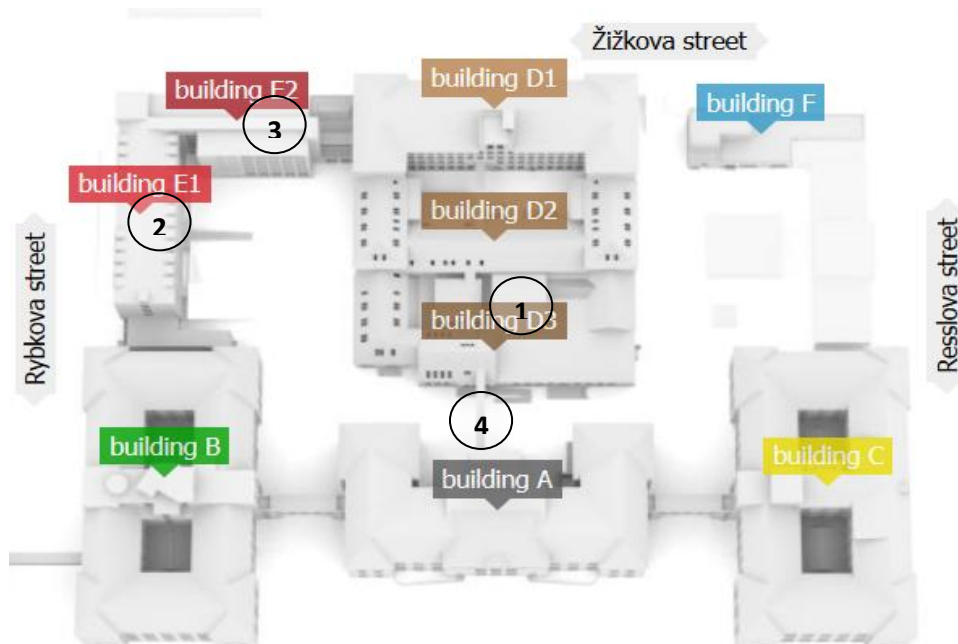 Žižkova street
building D1
building E2
building F
3
building E1
building D2
2
Rybkova street
Resslova street
1
building D3
4
building B
building A
building C